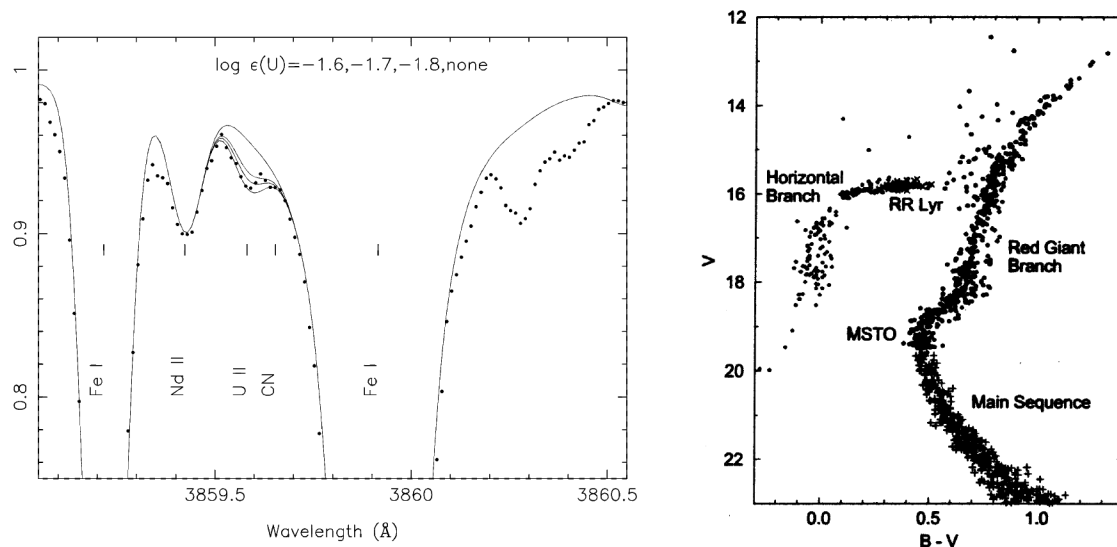 log ϵ(U)=−1.6,−1.7,−1.8,none
1
0.9
0.8
Fe I
Nd II
U II
CN
Fe I
3859.5
3860
3860.5
Wavelength (Å)
12
14
16
18
20
22
V
Horizontal
Branch
RR Lyr
Red Giant
Branch
MSTO
Main Sequence
0.0
0.5
1.0
B - V